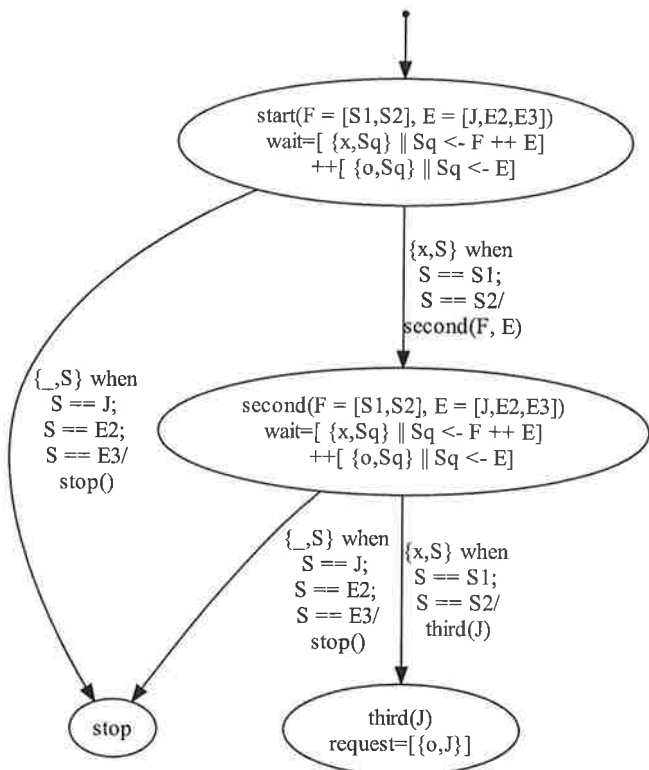 start(F = [S1,S2], E = [J,E2,E3])
wait=[ {x,Sq} || Sq <- F ++ E]
++[ {o,Sq} || Sq <- E]
{x,S} when
S == S1;
S == S2/
second(F, E)
{_,S} when
S == J;
S == E2;
S == E3/
stop()
second(F = [S1,S2], E = [J,E2,E3])
wait=[ {x,Sq} || Sq <- F ++ E]
++[ {o,Sq} || Sq <- E]
{_,S} when
S == J;
S == E2;
S == E3/
stop()
{x,S} when
S == S1;
S == S2/
third(J)
stop
third(J)
request=[{o,J}]